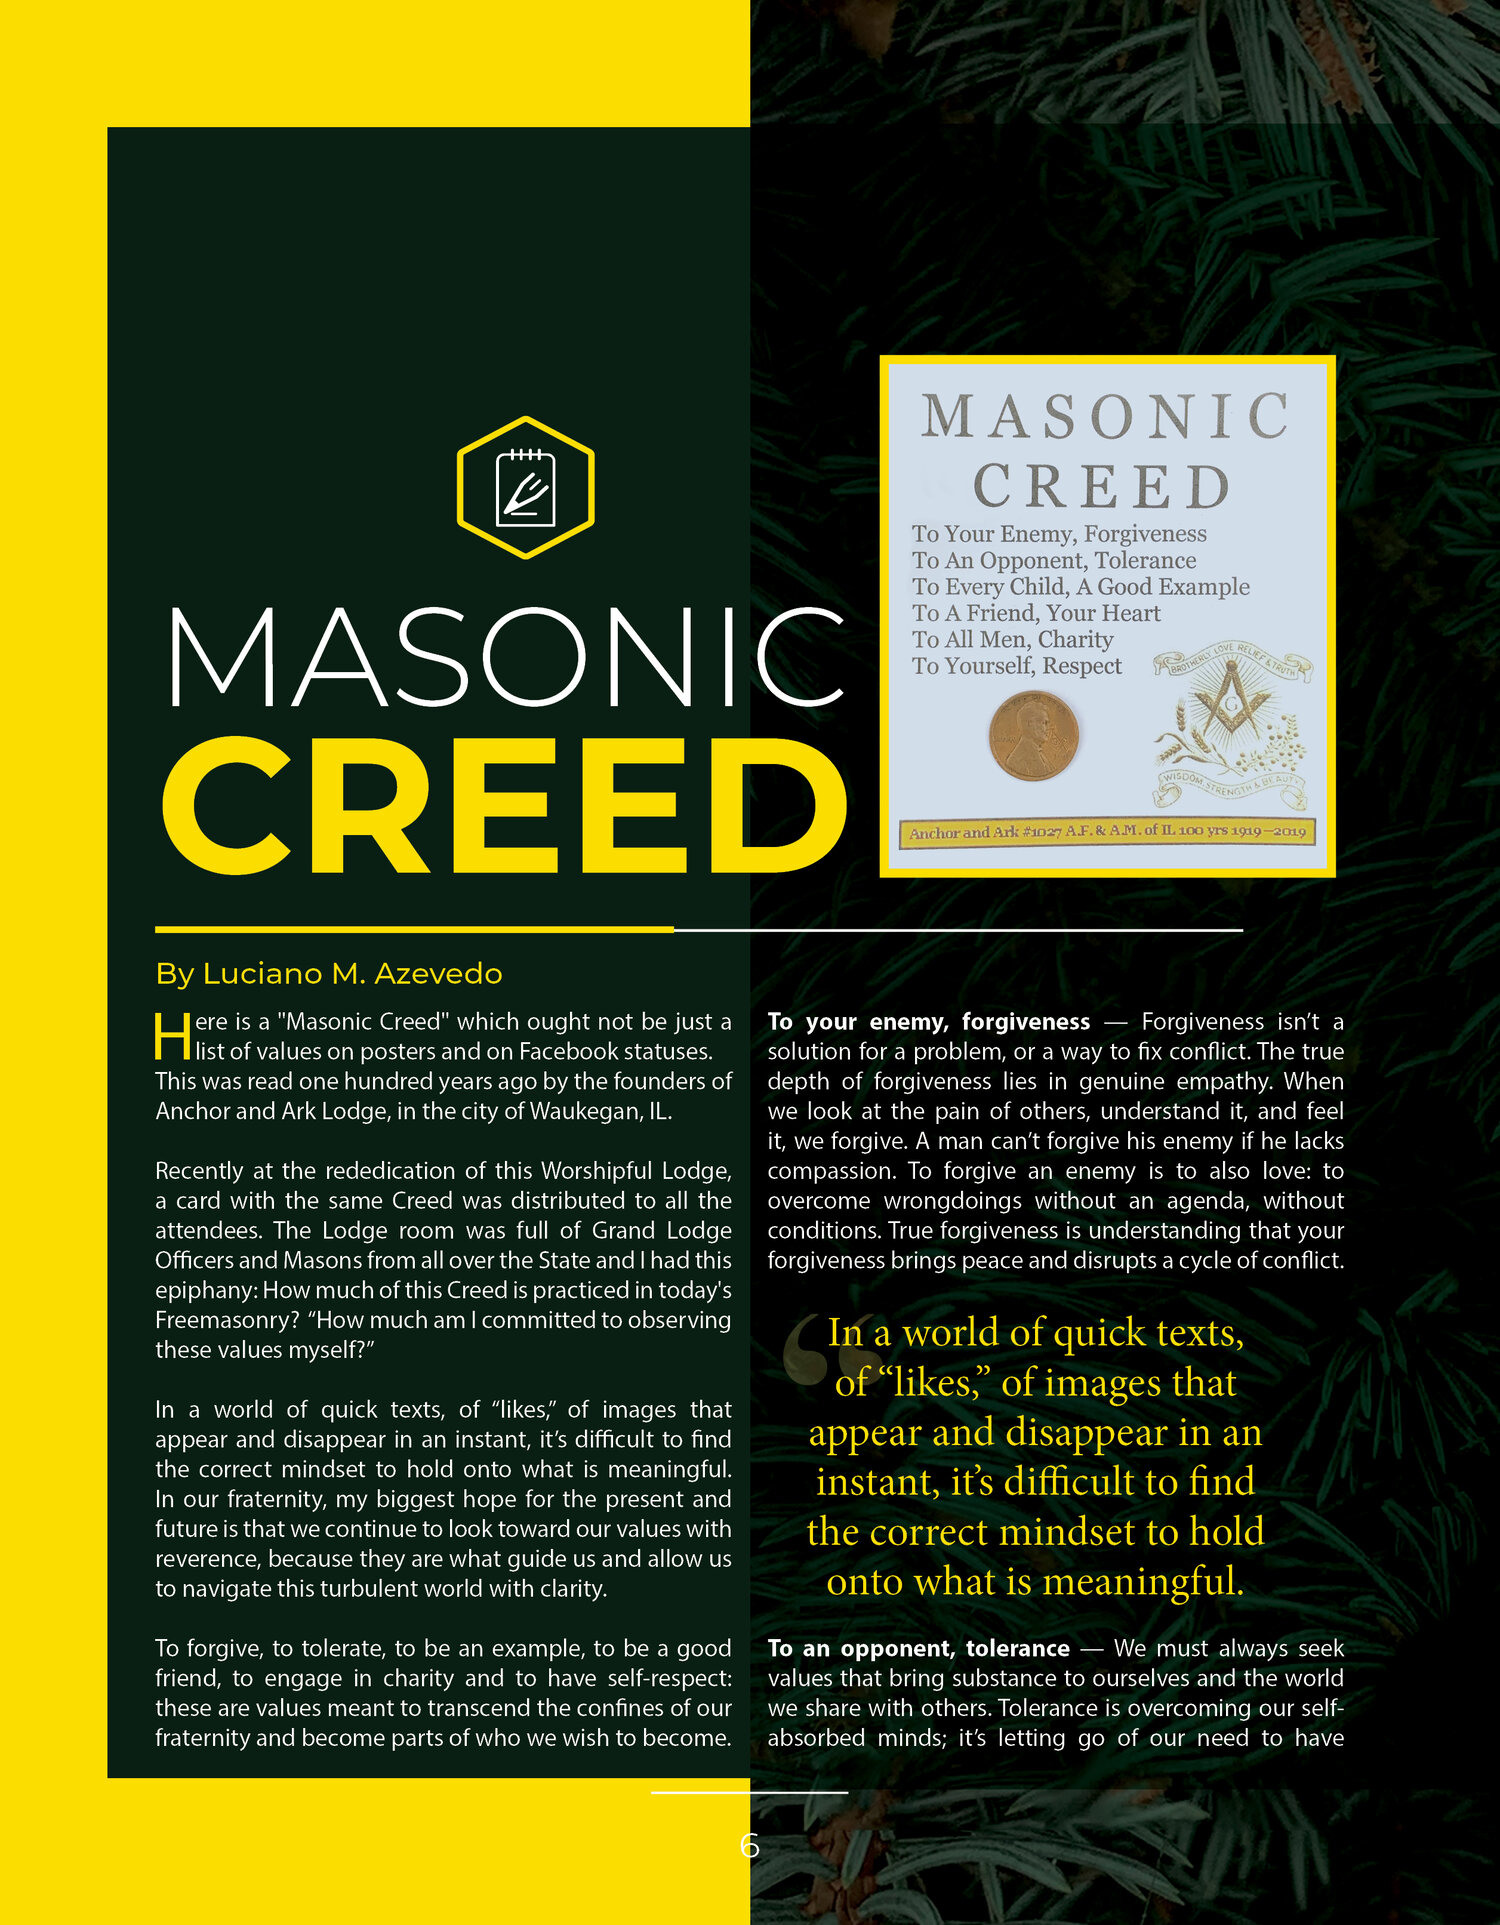 MASONIC
CREED
To Your Enemy, Forgiveness
To An Opponent, Tolerance
To Every Child, A Good Example
To A Friend, Your Heart
To All Men, Charity
To Yourself, Respect
BROTHERLY LOVE RELIEF & TRUTH
G
WISDOM, STRENGTH & BEAUTY
Anchor and Ark #1027 A.F. & A.M. of IL 100 yrs 1919–2019
MASONIC
CREED
By Luciano M. Azevedo
Here is a "Masonic Creed" which ought not be just a
list of values on posters and on Facebook statuses.
This was read one hundred years ago by the founders of
Anchor and Ark Lodge, in the city of Waukegan, IL.
Recently at the rededication of this Worshipful Lodge,
a card with the same Creed was distributed to all the
attendees. The Lodge room was full of Grand Lodge
Officers and Masons from all over the State and I had this
epiphany: How much of this Creed is practiced in today's
Freemasonry? “How much am I committed to observing
these values myself?”
In a world of quick texts, of “likes,” of images that
appear and disappear in an instant, it’s difficult to find
the correct mindset to hold onto what is meaningful.
In our fraternity, my biggest hope for the present and
future is that we continue to look toward our values with
reverence, because they are what guide us and allow us
to navigate this turbulent world with clarity.
To forgive, to tolerate, to be an example, to be a good
friend, to engage in charity and to have self-respect:
these are values meant to transcend the confines of our
fraternity and become parts of who we wish to become.
To your enemy, forgiveness — Forgiveness isn’t a
solution for a problem, or a way to fix conflict. The true
depth of forgiveness lies in genuine empathy. When
we look at the pain of others, understand it, and feel
it, we forgive. A man can’t forgive his enemy if he lacks
compassion. To forgive an enemy is to also love: to
overcome wrongdoings without an agenda, without
conditions. True forgiveness is understanding that your
forgiveness brings peace and disrupts a cycle of conflict.
“In a world of quick texts,
of “likes,” of images that
appear and disappear in an
instant, it’s difficult to find
the correct mindset to hold
onto what is meaningful.
To an opponent, tolerance — We must always seek
values that bring substance to ourselves and the world
we share with others. Tolerance is overcoming our self-
absorbed minds; it’s letting go of our need to have
6